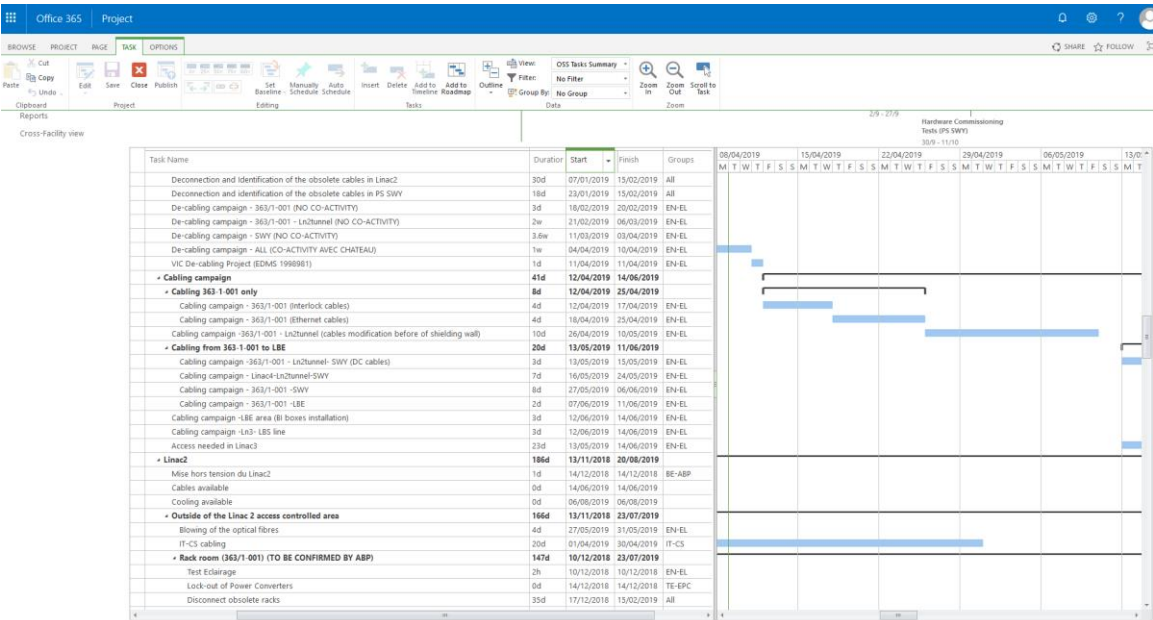 Office 365 Project
BROWSE PROJECT PAGE TASK OPTIONS SHARE FOLLOW
Cut
Copy
Undo
Paste
Clipboard
Edit Save Close Publish
Project
Set Baseline
Manually Schedule
Auto Schedule
Editing
Insert Delete
Add to Timeline
Add to Roadmap
Tasks
Outline
View: OSS Tasks Summary
Filter: No Filter
Group By: No Group
Data
Zoom In
Zoom Out
Scroll to Task
Zoom
Reports
Cross-Facility view
2/9 - 27/9
Hardware Commissioning
Tests (PS SWY)
30/9 - 11/10
Task Name Duration Start Finish Groups
08/04/2019 15/04/2019 22/04/2019 29/04/2019 06/05/2019 13/0
M T W T F S S M T W T F S S M T W T F S S M T W T F S S M T W T F S S M T
Deconnection and Identification of the obsolete cables in Linac2 30d 07/01/2019 15/02/2019 All
Deconnection and identification of the obsolete cables in PS SWY 18d 23/01/2019 15/02/2019 All
De-cabling campaign - 363/1-001 (NO CO-ACTIVITY) 3d 18/02/2019 20/02/2019 EN-EL
De-cabling campaign - 363/1-001 - Ln2tunnel (NO CO-ACTIVITY) 2w 21/02/2019 06/03/2019 EN-EL
De-cabling campaign - SWY (NO CO-ACTIVITY) 3.6w 11/03/2019 03/04/2019 EN-EL
De-cabling campaign - ALL (CO-ACTIVITY AVEC CHATEAU) 1w 04/04/2019 10/04/2019 EN-EL
VIC De-cabling Project (EDMS 1998981) 1d 11/04/2019 11/04/2019 EN-EL
Cabling campaign 41d 12/04/2019 14/06/2019
Cabling 363-1-001 only 8d 12/04/2019 25/04/2019
Cabling campaign - 363/1-001 (Interlock cables) 4d 12/04/2019 17/04/2019 EN-EL
Cabling campaign - 363/1-001 (Ethernet cables) 4d 18/04/2019 25/04/2019 EN-EL
Cabling campaign -363/1-001 - Ln2tunnel (cables modification before of shielding wall) 10d 26/04/2019 10/05/2019 EN-EL
Cabling from 363-1-001 to LBE 20d 13/05/2019 11/06/2019
Cabling campaign -363/1-001 - Ln2tunnel- SWY (DC cables) 3d 13/05/2019 15/05/2019 EN-EL
Cabling campaign - Linac4-Ln2tunnel-SWY 7d 16/05/2019 24/05/2019 EN-EL
Cabling campaign - 363/1-001 -SWY 8d 27/05/2019 06/06/2019 EN-EL
Cabling campaign - 363/1-001 -LBE 2d 07/06/2019 11/06/2019 EN-EL
Cabling campaign -LBE area (BI boxes installation) 3d 12/06/2019 14/06/2019 EN-EL
Cabling campaign -Ln3- LBS line 3d 12/06/2019 14/06/2019 EN-EL
Access needed in Linac3 23d 13/05/2019 14/06/2019 EN-EL
Linac2 186d 13/11/2018 20/08/2019
Mise hors tension du Linac2 1d 14/12/2018 14/12/2018 BE-ABP
Cables available 0d 14/06/2019 14/06/2019
Cooling available 0d 06/08/2019 06/08/2019
Outside of the Linac 2 access controlled area 166d 13/11/2018 23/07/2019
Blowing of the optical fibres 4d 27/05/2019 31/05/2019 EN-EL
IT-CS cabling 20d 01/04/2019 30/04/2019 IT-CS
Rack room (363/1-001) (TO BE CONFIRMED BY ABP) 147d 10/12/2018 23/07/2019
Test Eclairage 2h 10/12/2018 10/12/2018 EN-EL
Lock-out of Power Converters 0d 14/12/2018 14/12/2018 TE-EPC
Disconnect obsolete racks 35d 17/12/2018 15/02/2019 All